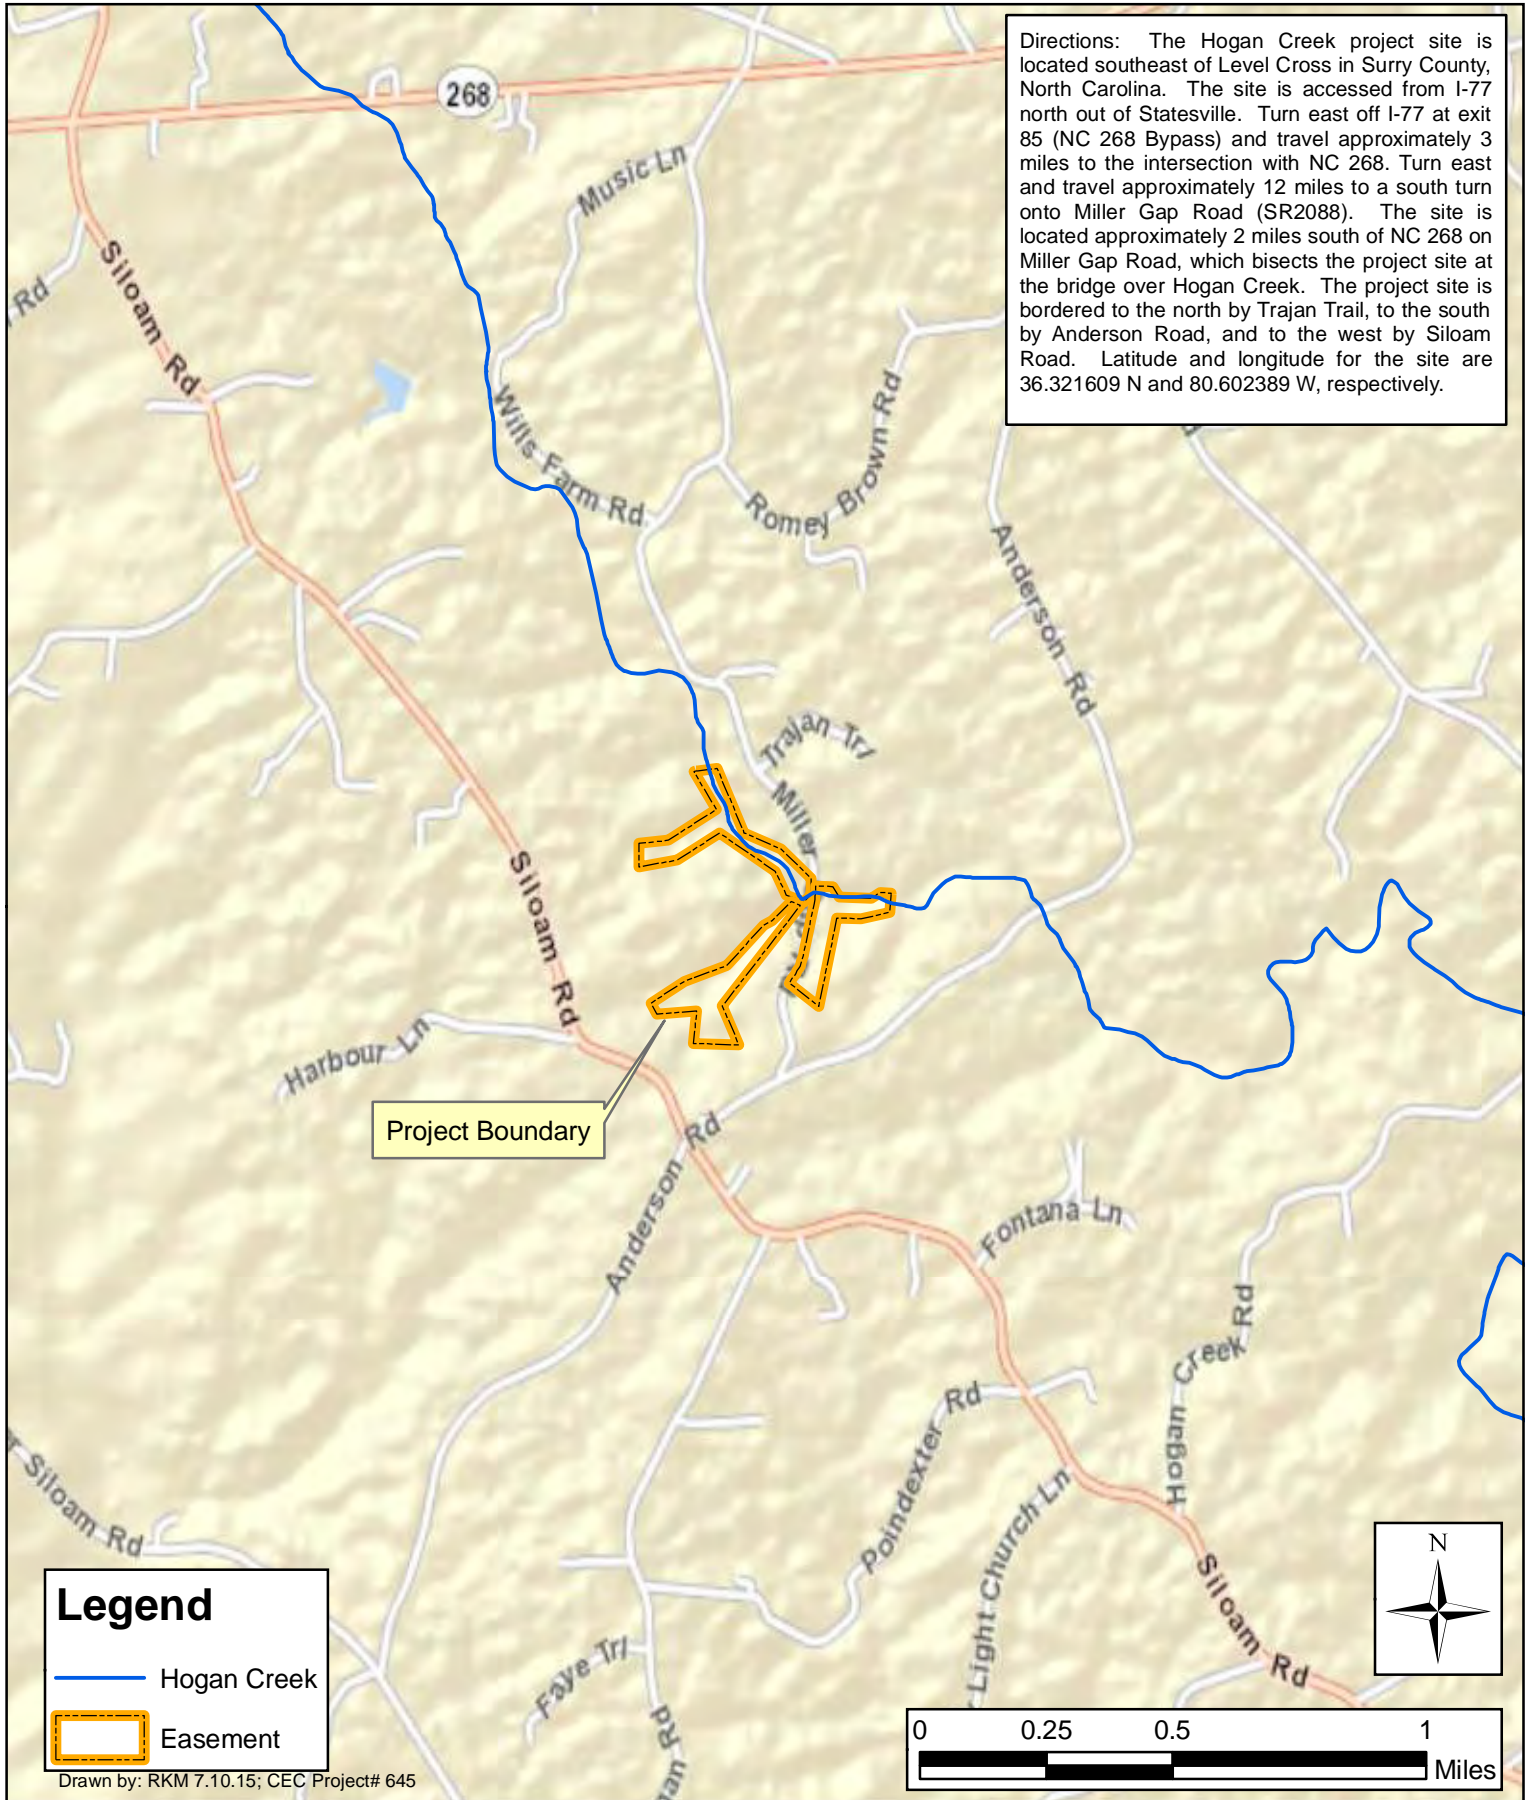 Directions: The Hogan Creek project site is
located southeast of Level Cross in Surry County,
North Carolina. The site is accessed from I-77
north out of Statesville. Turn east off I-77 at exit
85 (NC 268 Bypass) and travel approximately 3
miles to the intersection with NC 268. Turn east
and travel approximately 12 miles to a south turn
onto Miller Gap Road (SR2088). The site is
located approximately 2 miles south of NC 268 on
Miller Gap Road, which bisects the project site at
the bridge over Hogan Creek. The project site is
bordered to the north by Trajan Trail, to the south
by Anderson Road, and to the west by Siloam
Road. Latitude and longitude for the site are
36.321609 N and 80.602389 W, respectively.
268
Music Ln
Siloam Rd
Rd
Wills Farm Rd
Romey Brown Rd
Anderson Rd
Trajan Trl
Miller
Siloam Rd
Harbour Ln
Project Boundary
Anderson Rd
Fontana Ln
Hogan Creek Rd
Poindexter Rd
Light Church Ln
Siloam Rd
Siloam Rd
Faye Trl
Rd
N
Legend
Hogan Creek
Easement
Drawn by: RKM 7.10.15; CEC Project# 645
0 0.25 0.5 1
Miles